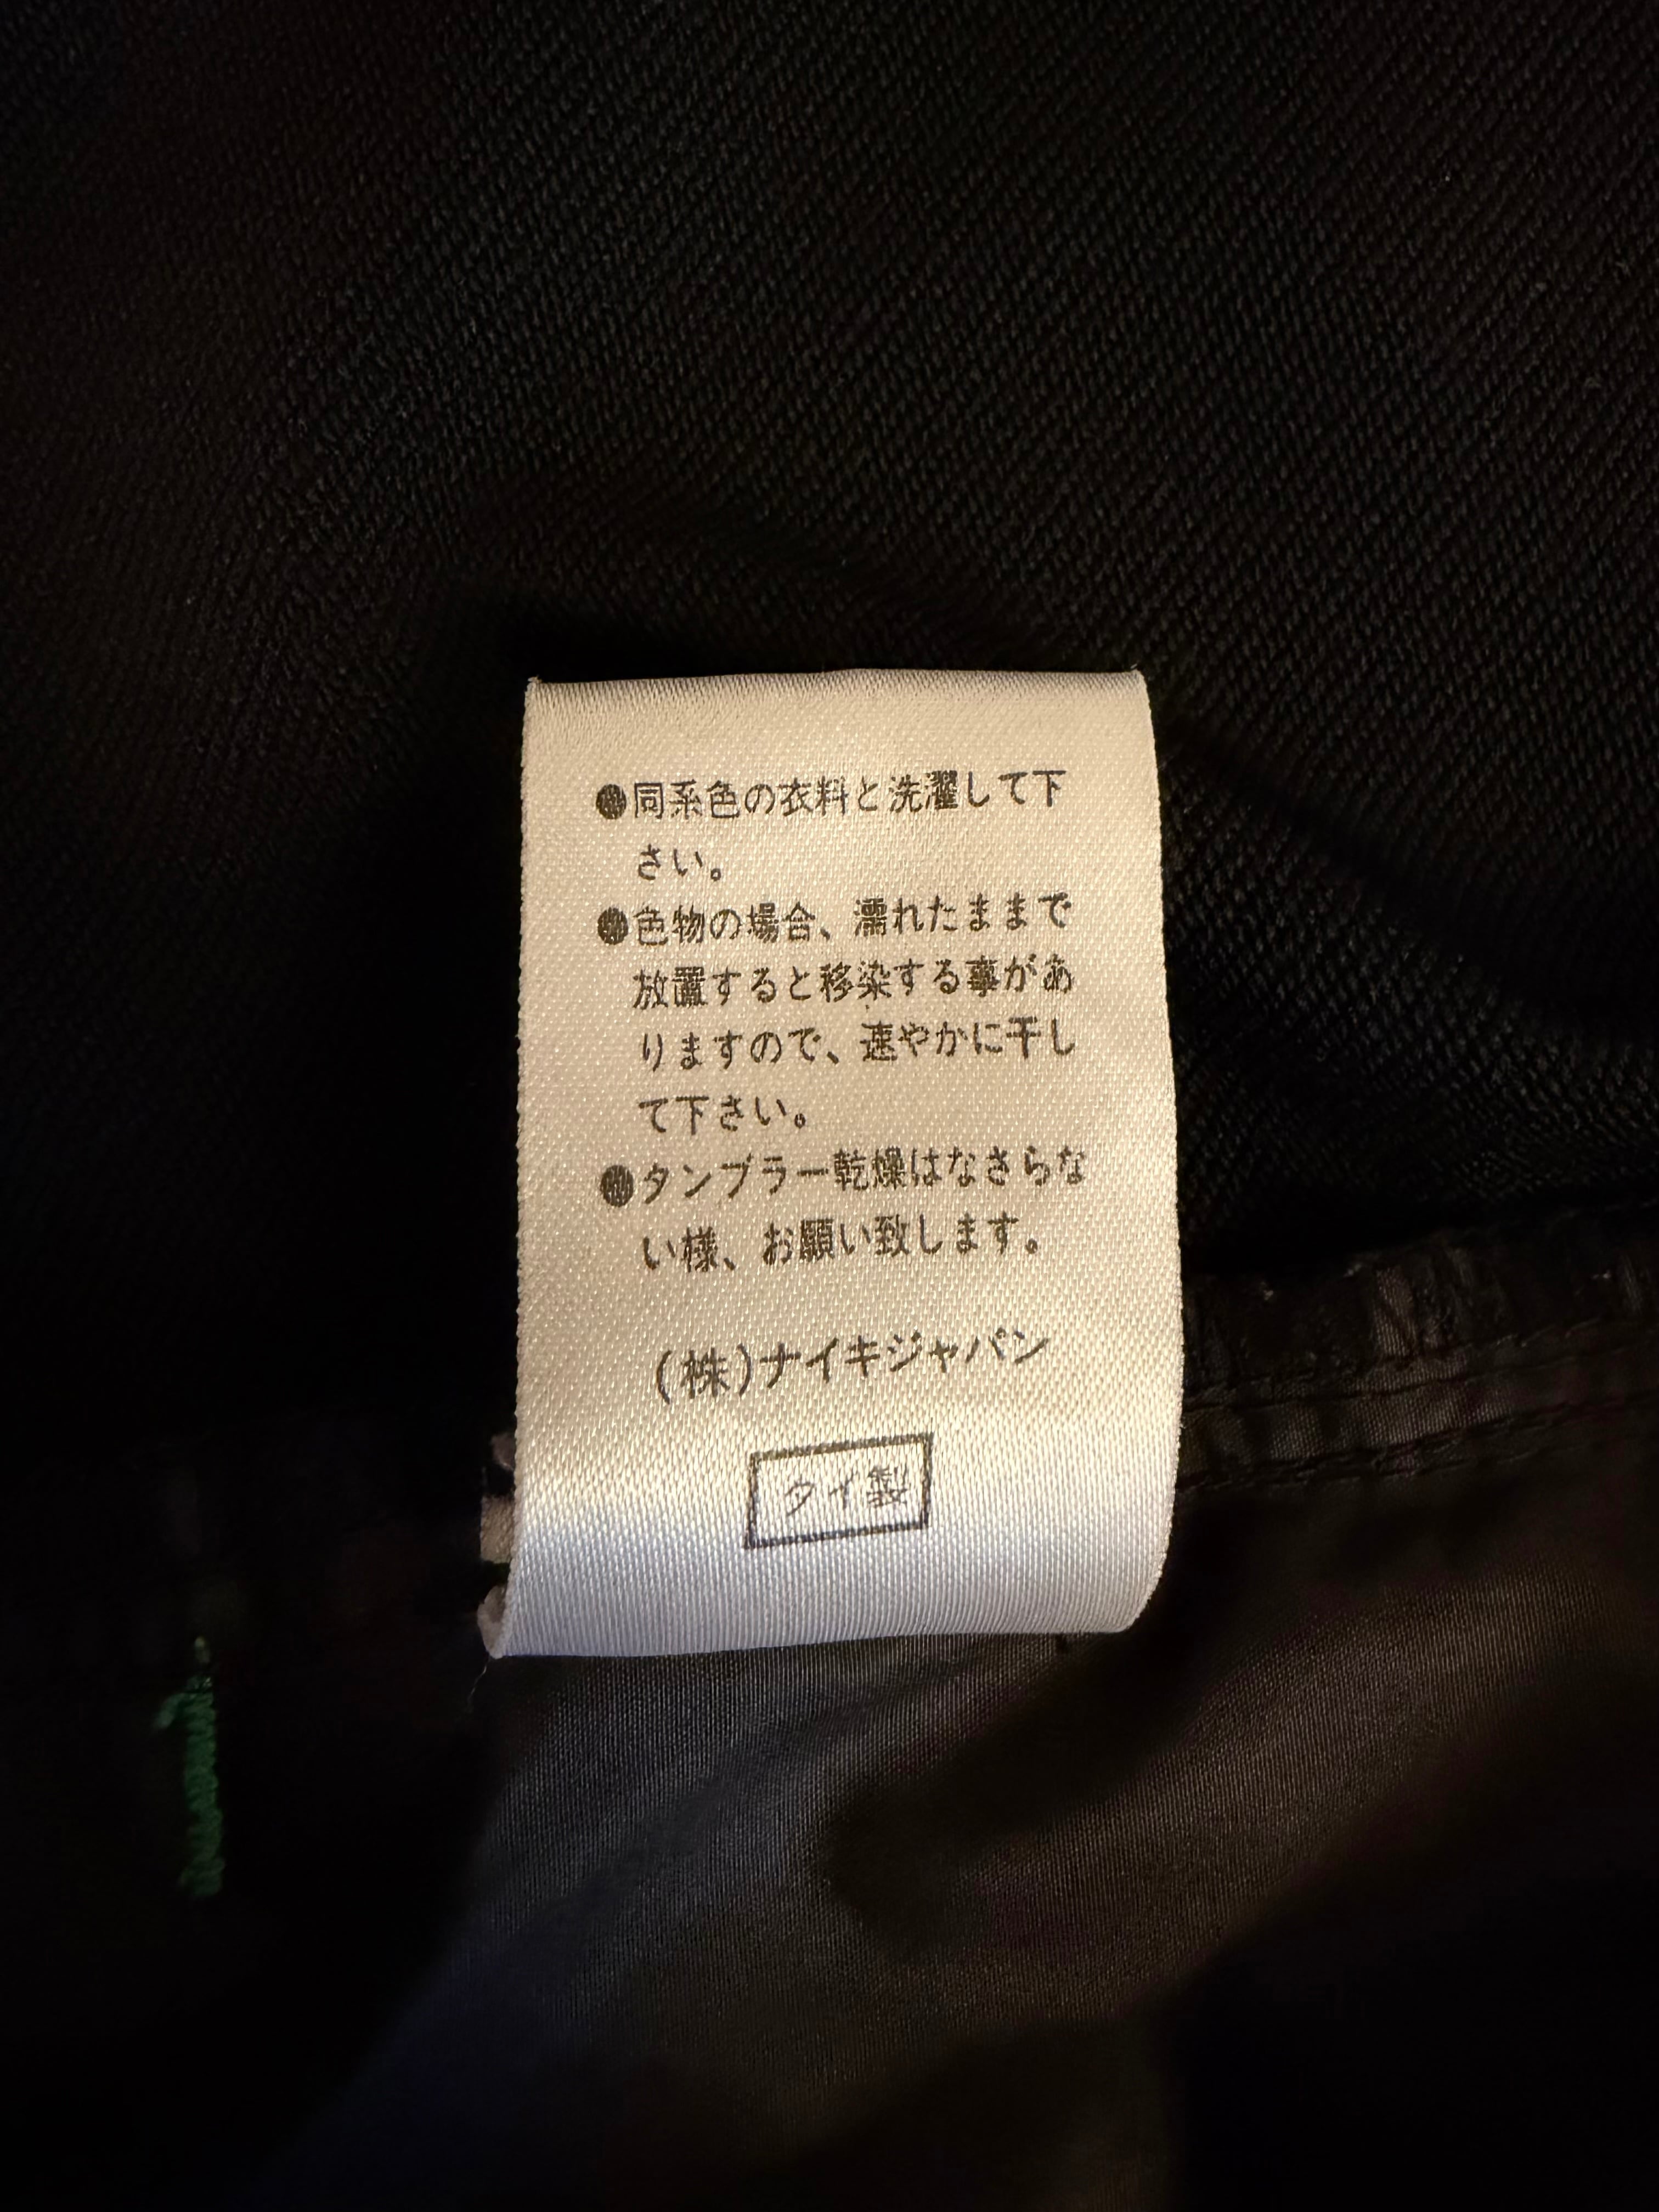 ●同系色の衣料と洗濯して下
さい。
●色物の場合、濡れたままで
放置すると移染する事があ
りますので、速やかに干し
て下さい。
●タンブラー乾燥はなさらな
い様、お願い致します。
(株)ナイキジャパン
タイ製